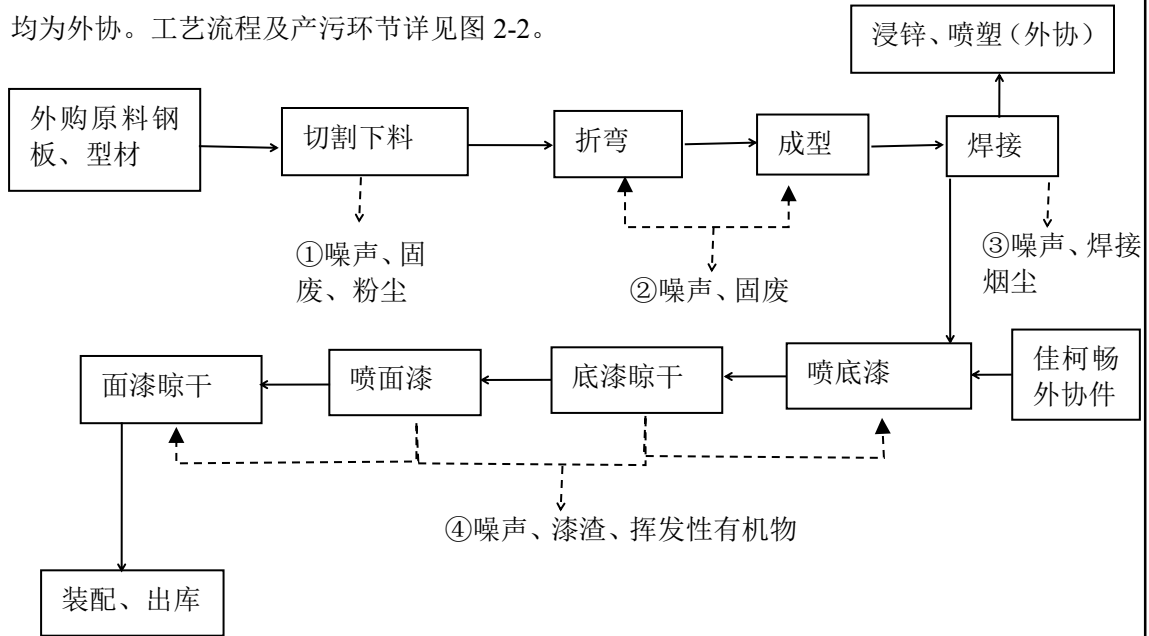 均为外协。工艺流程及产污环节详见图 2-2。
浸锌、喷塑（外协）
外购原料钢
板、型材
切割下料
折弯
成型
焊接
①噪声、固
废、粉尘
②噪声、固废
③噪声、焊接
烟尘
面漆晾干
喷面漆
底漆晾干
喷底漆
佳柯畅
外协件
④噪声、漆渣、挥发性有机物
装配、出库